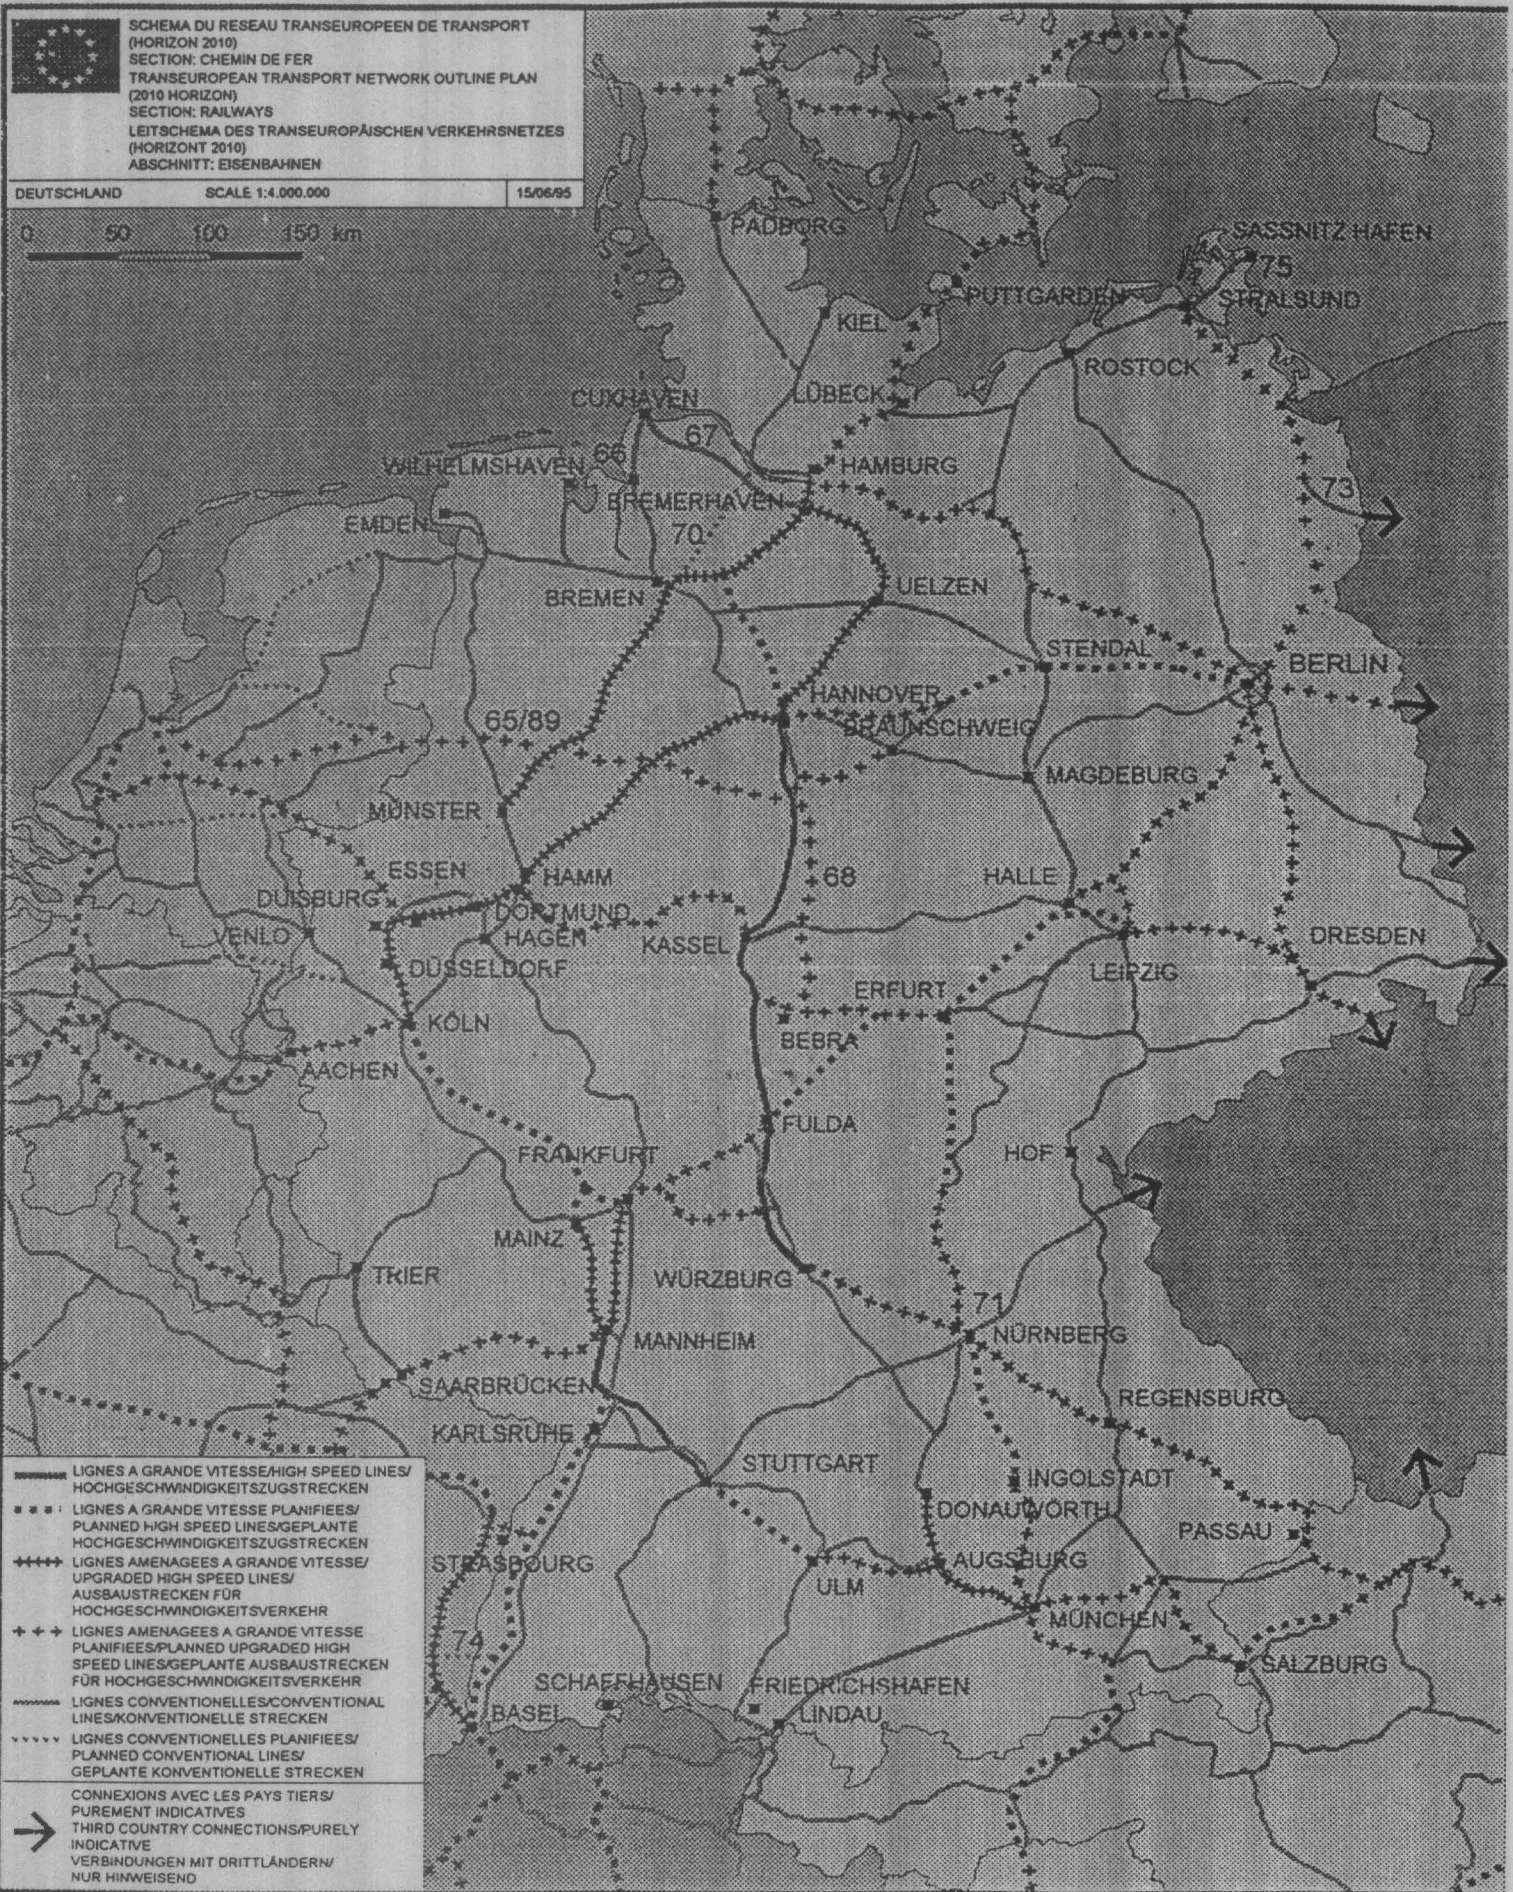 SCHEMA DU RESEAU TRANSEUROPEEN DE TRANSPORT
(HORIZON 2010)
SECTION: CHEMIN DE FER
TRANSEUROPEAN TRANSPORT NETWORK OUTLINE PLAN
(2010 HORIZON)
SECTION: RAILWAYS
LEITSCHEMA DES TRANSEUROPÄISCHEN VERKEHRSNETZES
(HORIZONT 2010)
ABSCHNITT: EISENBAHNEN
DEUTSCHLAND SCALE 1:4.000.000 15/06/95
0 50 100 150 km
PADBORG
SASSNITZ HAFEN
75
PUTTGARDEN
STRALSUND
KIEL
ROSTOCK
CUXHAVEN
LÜBECK
67
66
WILHELMSHAVEN
HAMBURG
73
BREMERHAVEN
EMDEN
70
BREMEN
UELZEN
STENDAL
BERLIN
HANNOVER
65/89
BRAUNSCHWEIG
MAGDEBURG
MÜNSTER
ESSEN
HAMM
68
HALLE
DUISBURG
DORTMUND
VENLO
HAGEN
KASSEL
DRESDEN
DÜSSELDORF
LEIPZIG
ERFURT
KÖLN
BEBRA
AACHEN
FULDA
FRANKFURT
HOF
MAINZ
TRIER
WÜRZBURG
71
MANNHEIM
NÜRNBERG
SAARBRÜCKEN
REGENSBURG
KARLSRUHE
STUTTGART
INGOLSTADT
DONAUWÖRTH
PASSAU
STRASBOURG
AUGSBURG
ULM
MÜNCHEN
74
SALZBURG
SCHAFFHAUSEN
FRIEDRICHSHAFEN
BASEL
LINDAU
LIGNES A GRANDE VITESSE/HIGH SPEED LINES/
HOCHGESCHWINDIGKEITSZUGSTRECKEN
LIGNES A GRANDE VITESSE PLANIFIEES/
PLANNED HIGH SPEED LINES/GEPLANTE
HOCHGESCHWINDIGKEITSZUGSTRECKEN
LIGNES AMENAGEES A GRANDE VITESSE/
UPGRADED HIGH SPEED LINES/
AUSBAUSTRECKEN FÜR
HOCHGESCHWINDIGKEITSVERKEHR
LIGNES AMENAGEES A GRANDE VITESSE
PLANIFIEES/PLANNED UPGRADED HIGH
SPEED LINES/GEPLANTE AUSBAUSTRECKEN
FÜR HOCHGESCHWINDIGKEITSVERKEHR
LIGNES CONVENTIONELLES/CONVENTIONAL
LINES/KONVENTIONELLE STRECKEN
LIGNES CONVENTIONELLES PLANIFIEES/
PLANNED CONVENTIONAL LINES/
GEPLANTE KONVENTIONELLE STRECKEN
CONNEXIONS AVEC LES PAYS TIERS/
PUREMENT INDICATIVES
THIRD COUNTRY CONNECTIONS/PURELY
INDICATIVE
VERBINDUNGEN MIT DRITTLÄNDERN/
NUR HINWEISEND